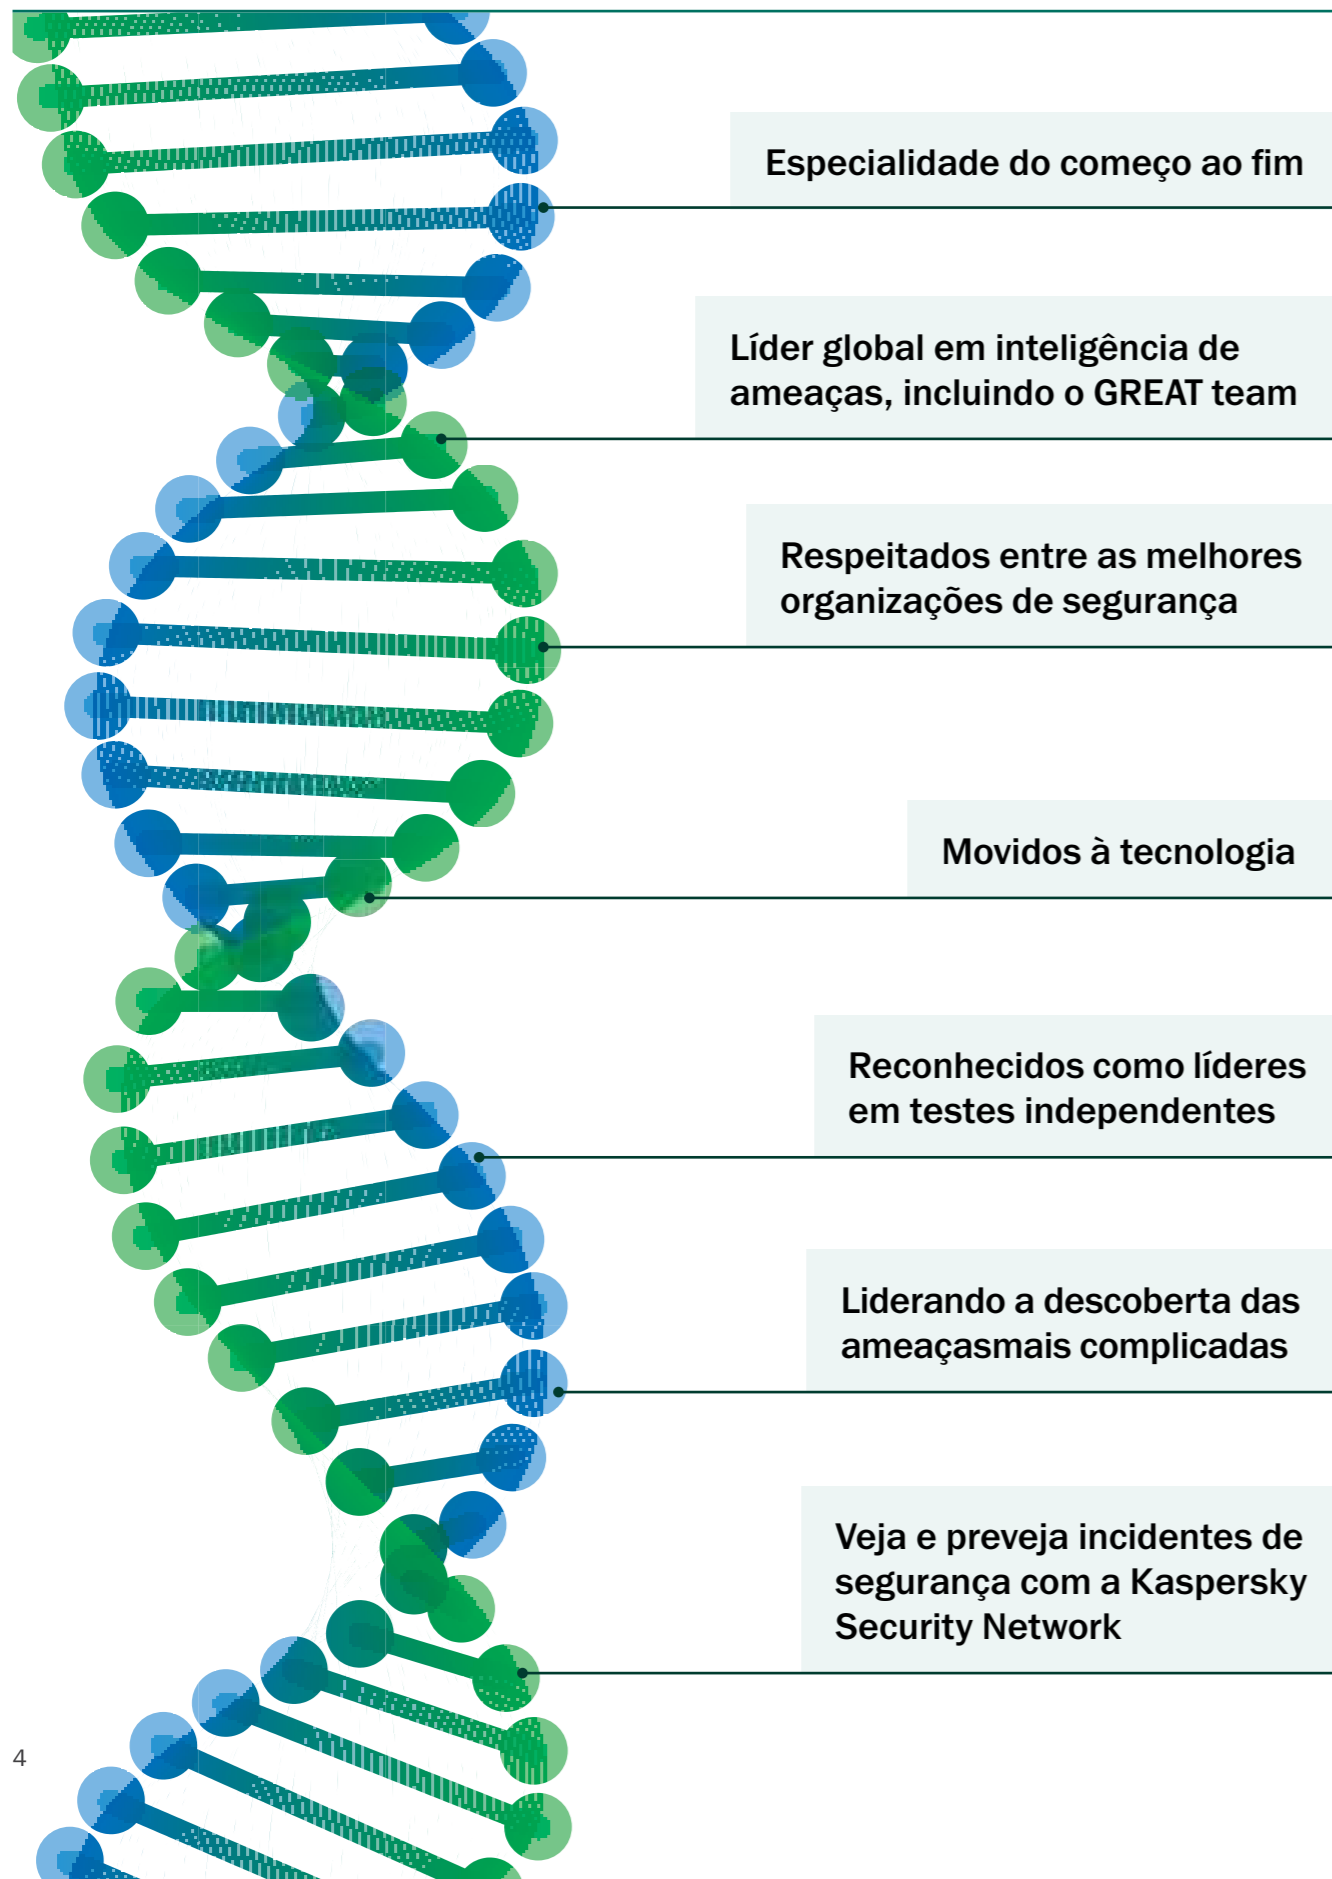 Especialidade do começo ao fim
Líder global em inteligência de
ameaças, incluindo o GREAT team
Respeitados entre as melhores
organizações de segurança
Movidos à tecnologia
Reconhecidos como líderes
em testes independentes
Liderando a descoberta das
ameaçasmais complicadas
Veja e preveja incidentes de
segurança com a Kaspersky
Security Network
4